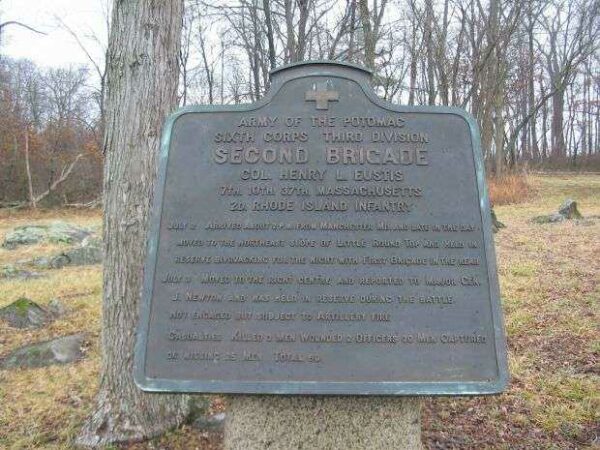 ARMY OF THE POTOMAC
SIXTH CORPS THIRD DIVISION
SECOND BRIGADE
COL. HENRY L. EUSTIS
7TH. 10TH. 37TH. MASSACHUSETTS
2D. RHODE ISLAND INFANTRY
JULY 2 ARRIVED ABOUT 2 P.M. FROM MANCHESTER MD AND LATE IN THE DAY
MOVED TO THE NORTHEAST SLOPE OF LITTLE ROUND TOP AND HELD IN
RESERVE BIVOUACKING FOR THE NIGHT WITH FIRST BRIGADE IN THE REAR
JULY 3 MOVED TO THE RIGHT CENTRE AND REPORTED TO MAJOR GEN.
J. NEWTON AND WAS HELD IN RESERVE DURING THE BATTLE
NOT ENGAGED BUT SUBJECT TO ARTILLERY FIRE
CASUALTIES KILLED 3 MEN WOUNDED 2 OFFICERS MEN CAPTURED
OR MISSING MEN TOTAL